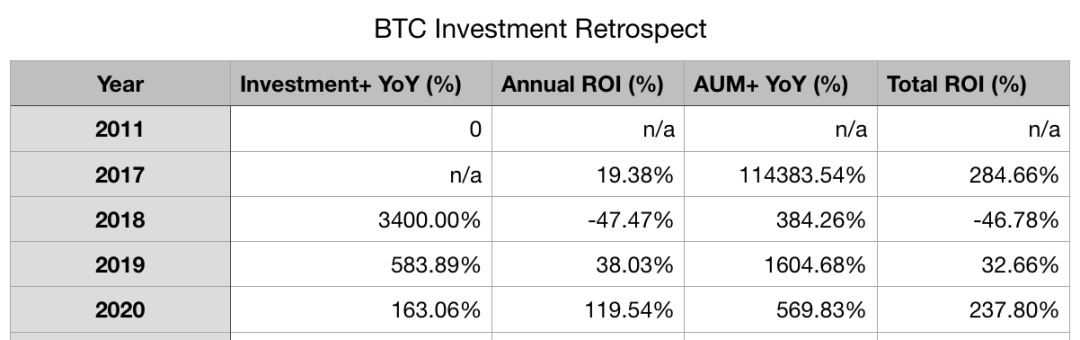 BTC Investment Retrospect
Year Investment+ YoY (%) Annual ROI (%) AUM+ YoY (%) Total ROI (%)
2011 0 n/a n/a n/a
2017 n/a 19.38% 114383.54% 284.66%
2018 3400.00% -47.47% 384.26% -46.78%
2019 583.89% 38.03% 1604.68% 32.66%
2020 163.06% 119.54% 569.83% 237.80%